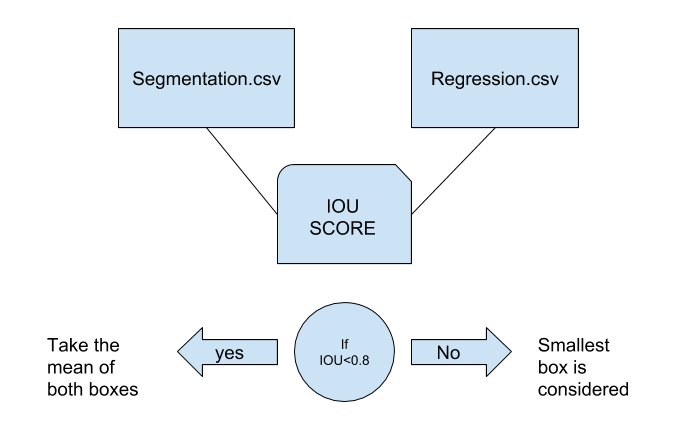 Segmentation.csv
Regression.csv
IOU
SCORE
If
IOU<0.8
yes
No
Take the
mean of
both boxes
Smallest
box is
considered